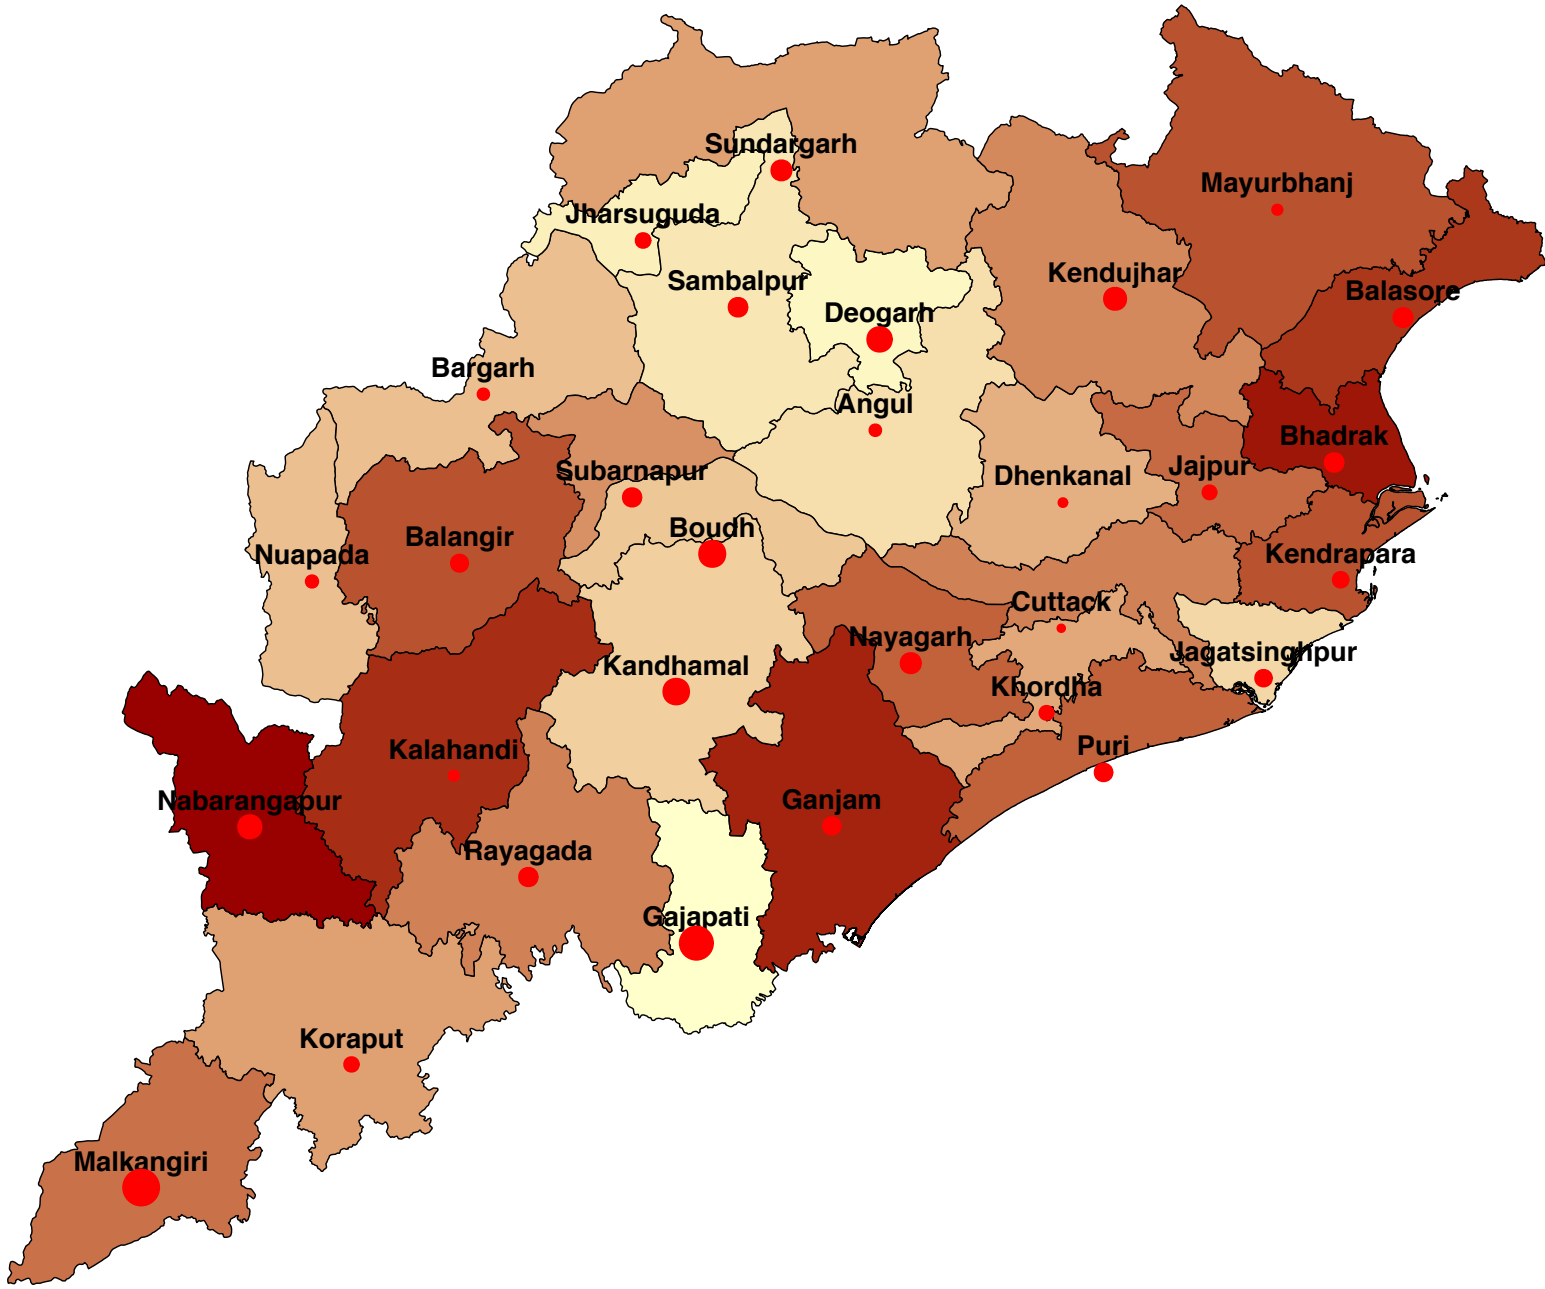 Sundargarh
Mayurbhanj
Jharsuguda
Kendujhar
Sambalpur
Balasore
Deogarh
Bargarh
Angul
Bhadrak
Jajpur
Subarnapur
Dhenkanal
Boudh
Balangir
Nuapada
Kendrapara
Cuttack
Nayagarh
Jagatsinghpur
Kandhamal
Khordha
Puri
Kalahandi
Nabarangapur
Ganjam
Rayagada
Gajapati
Koraput
Malkangiri